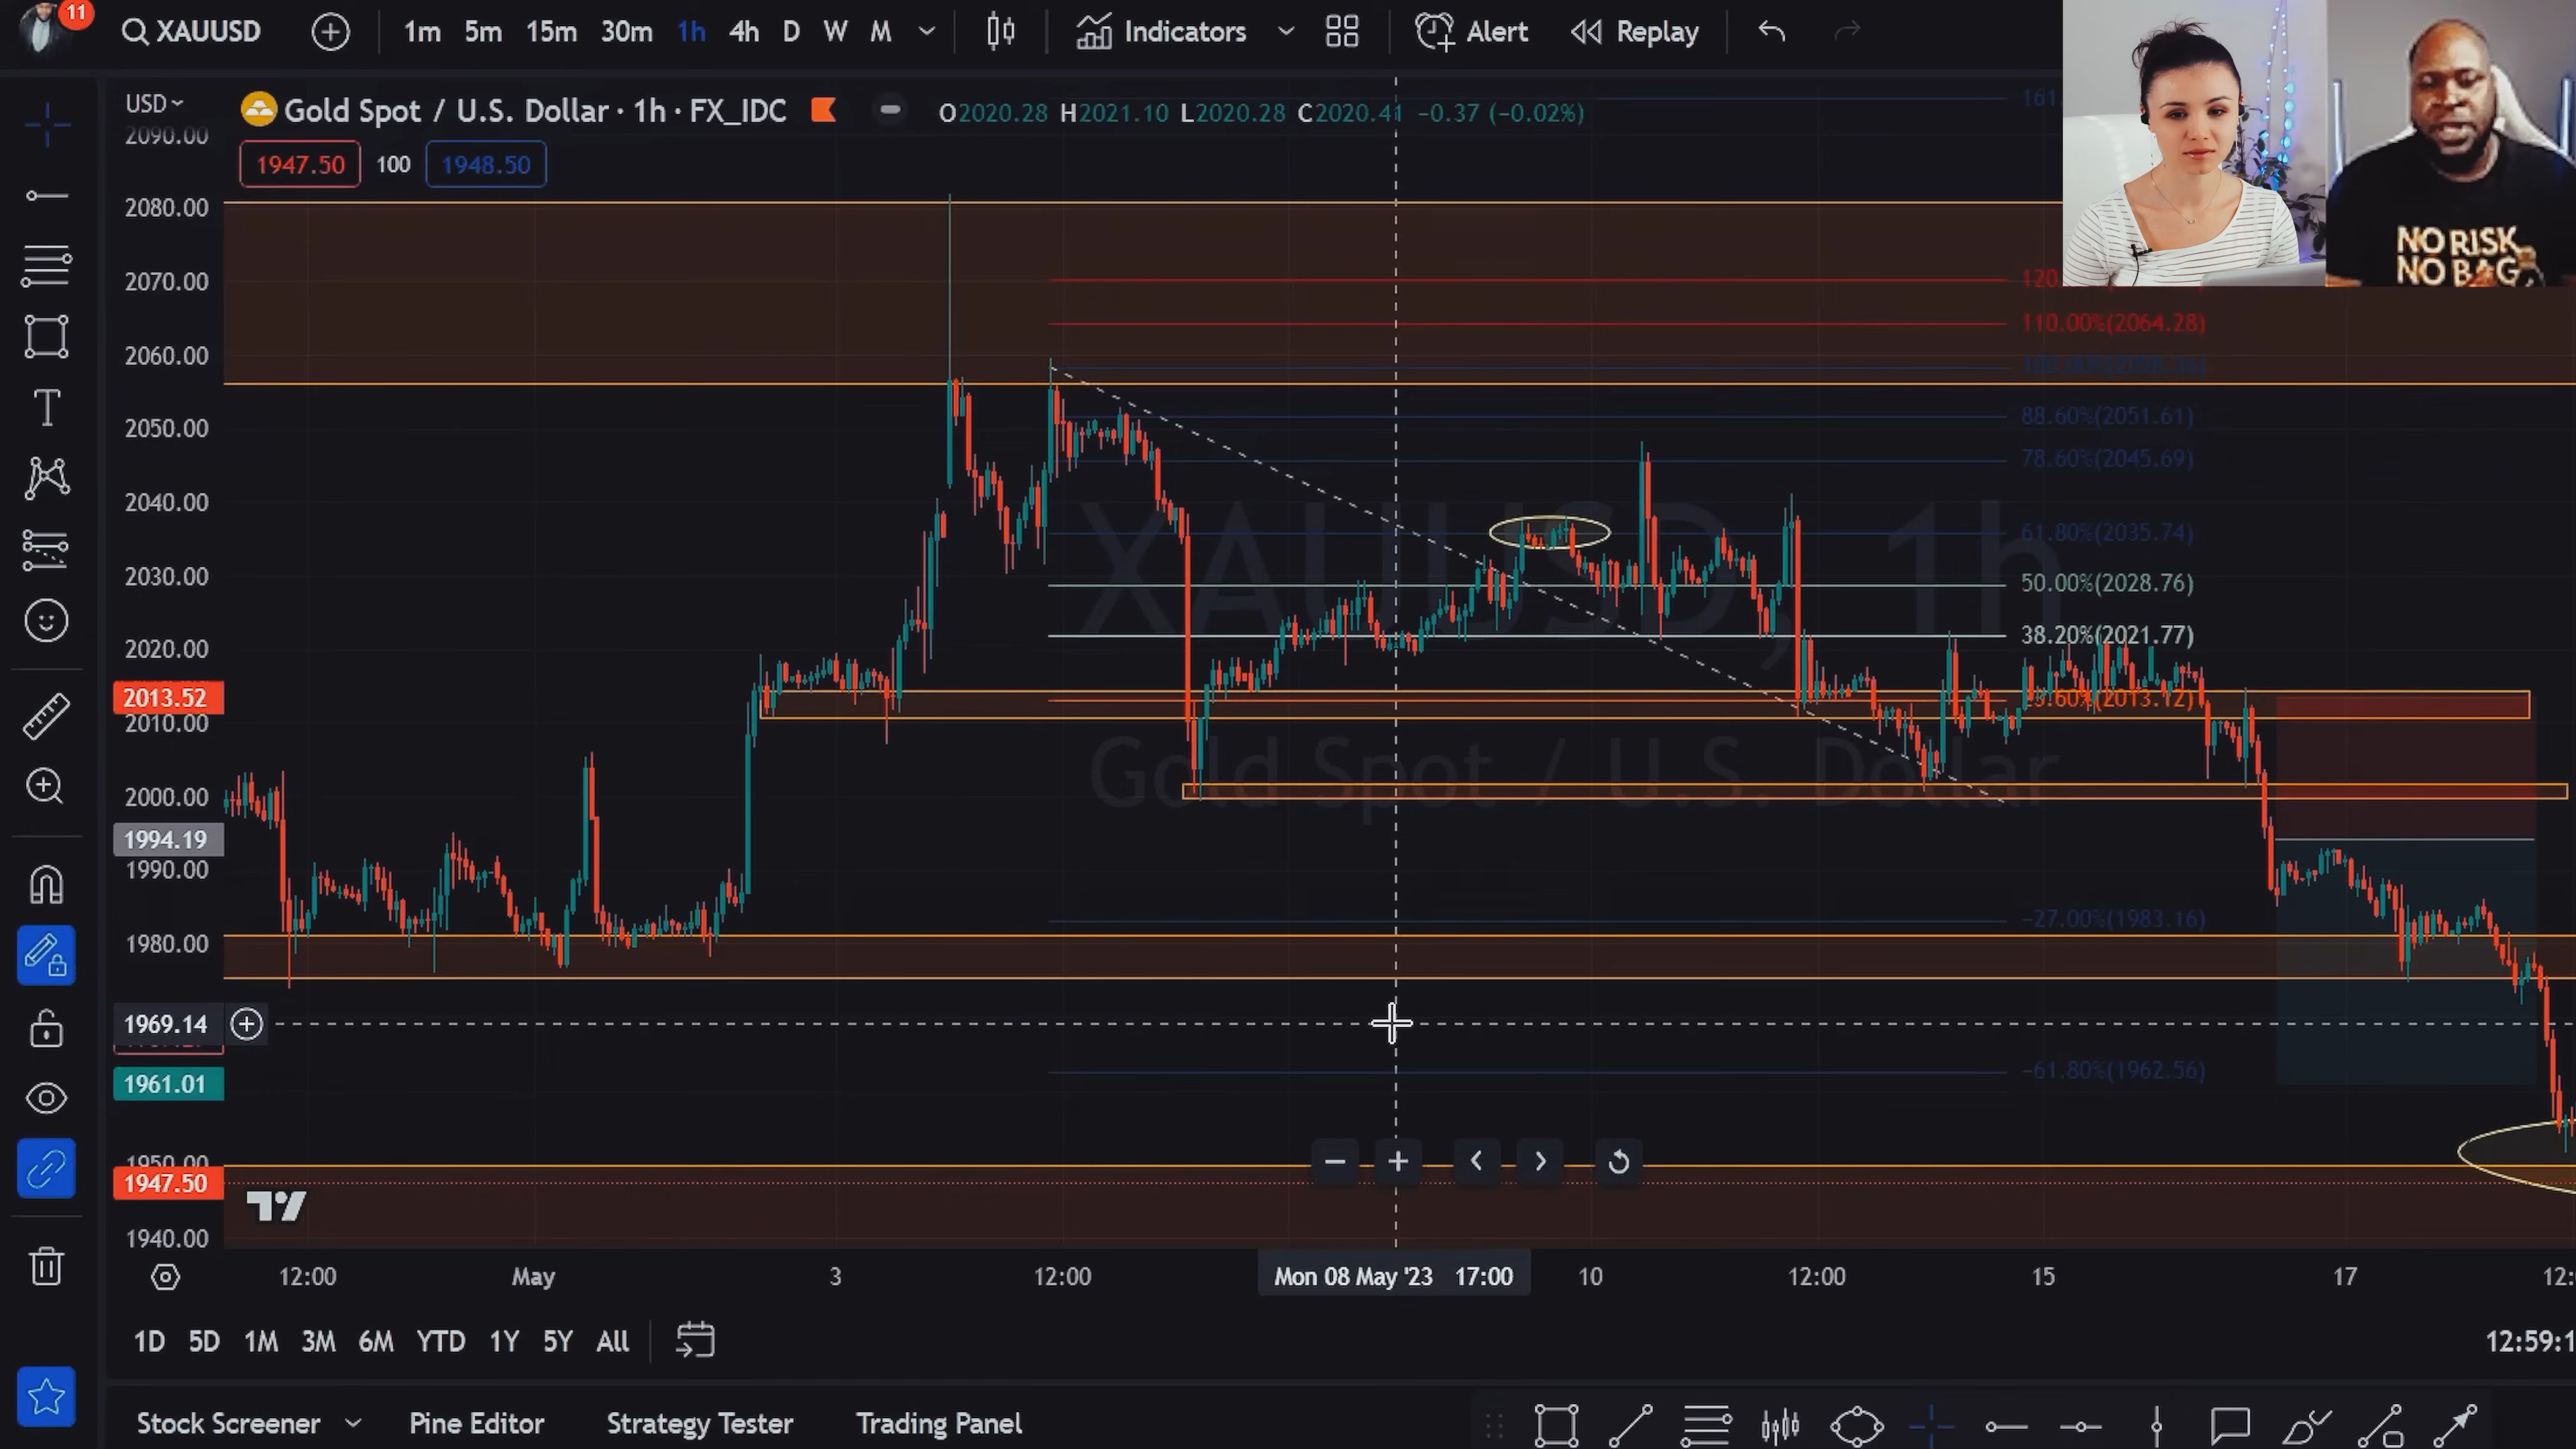 11
XAUUSD
1m 5m 15m 30m 1h 4h D W M
Indicators
Alert
Replay
USD
Gold Spot / U.S. Dollar · 1h · FX_IDC
O2020.28 H2021.10 L2020.28 C2020.41 −0.37 (−0.02%)
1947.50 100 1948.50
NO RISK
NO BAG
2090.00
2080.00
2070.00
2060.00
2050.00
2040.00
2030.00
2020.00
2013.52
2010.00
2000.00
1994.19
1990.00
1980.00
1969.14
1961.01
1950.00
1947.50
1940.00
110.00%(2064.28)
88.60%(2051.61)
78.60%(2045.69)
61.80%(2035.74)
50.00%(2028.76)
38.20%(2021.77)
−27.00%(1983.16)
−61.80%(1962.56)
XAUUSD, 1h
Gold Spot / U.S. Dollar
12:00 May 3 12:00 Mon 08 May '23 17:00 10 12:00 15 17
1D 5D 1M 3M 6M YTD 1Y 5Y All
Stock Screener Pine Editor Strategy Tester Trading Panel